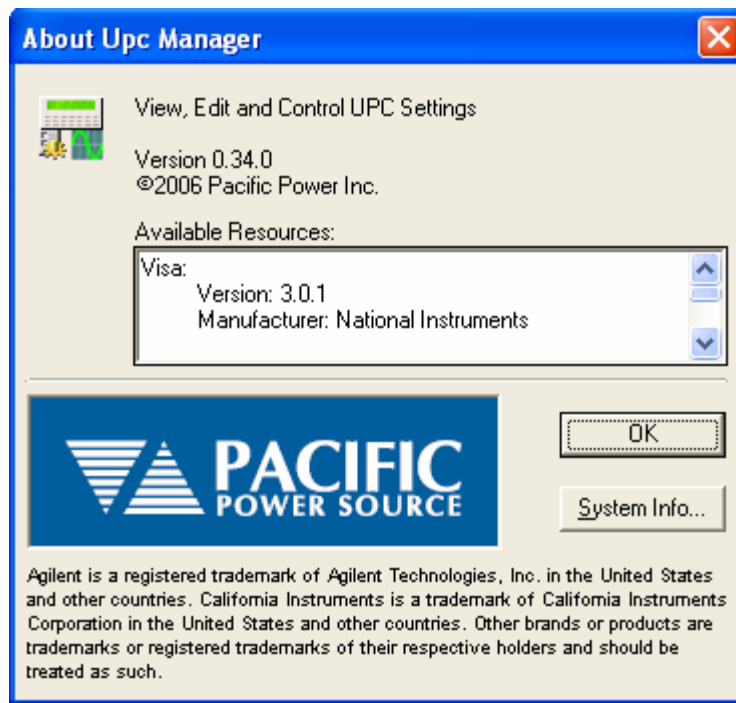 About Upc Manager
View, Edit and Control UPC Settings
Version 0.34.0
©2006 Pacific Power Inc.
Available Resources:
Visa:
Version: 3.0.1
Manufacturer: National Instruments
PACIFIC
POWER SOURCE
OK
System Info...
Agilent is a registered trademark of Agilent Technologies, Inc. in the United States
and other countries. California Instruments is a trademark of California Instruments
Corporation in the United States and other countries. Other brands or products are
trademarks or registered trademarks of their respective holders and should be
treated as such.